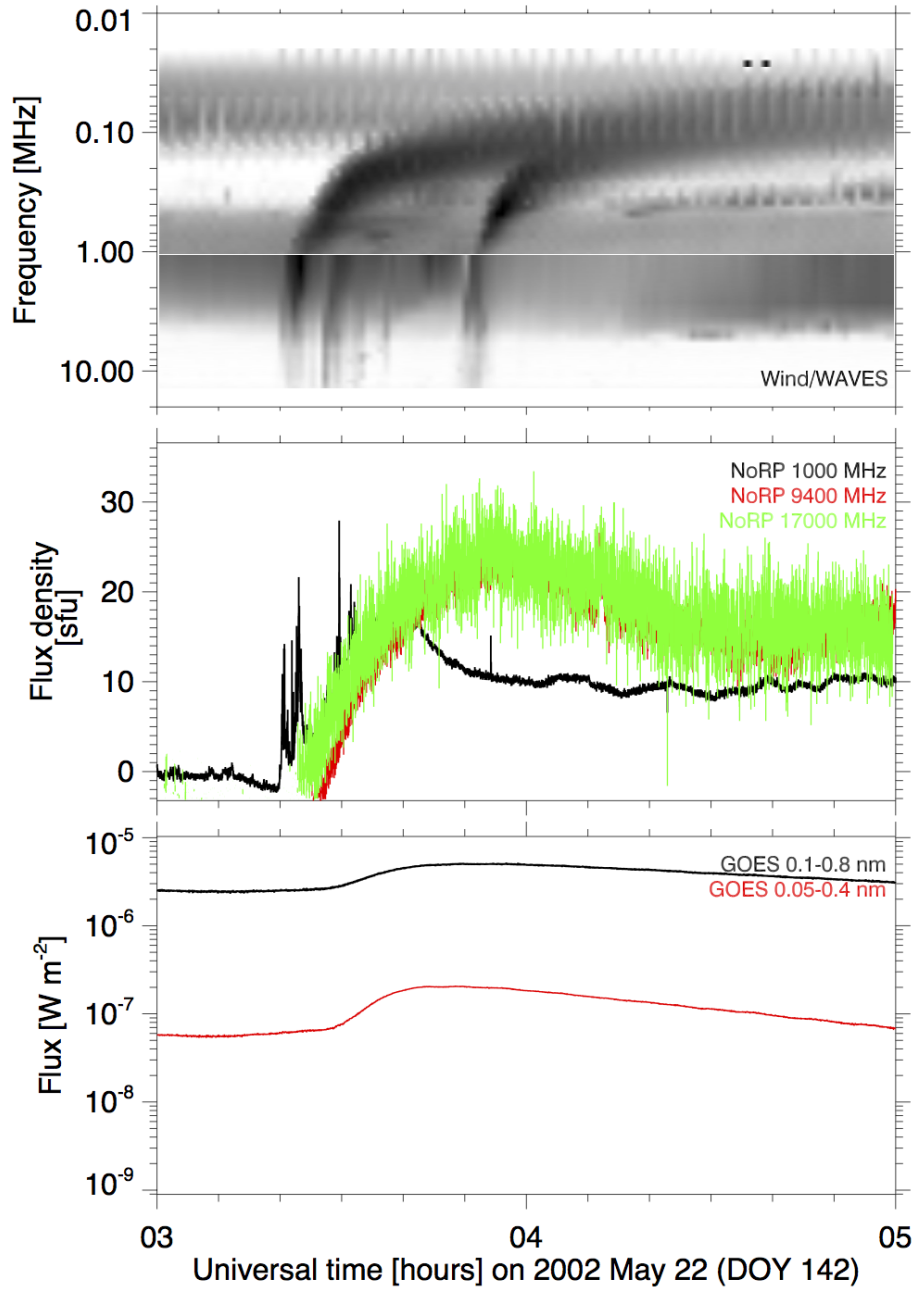 0.01
0.10
1.00
10.00
Frequency [MHz]
Wind/WAVES
30
20
10
0
Flux density
[sfu]
NoRP 1000 MHz
NoRP 9400 MHz
NoRP 17000 MHz
10-5
10-6
10-7
10-8
10-9
Flux [W m-2]
GOES 0.1-0.8 nm
GOES 0.05-0.4 nm
03 04 05
Universal time [hours] on 2002 May 22 (DOY 142)